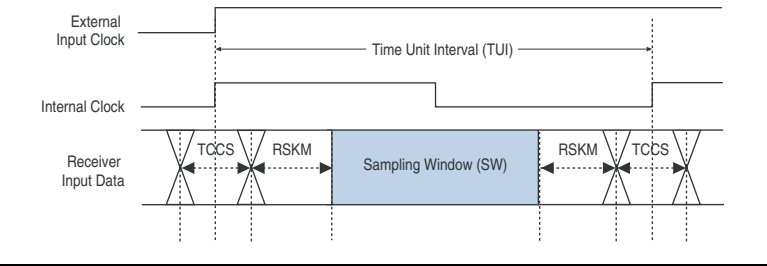 External
Input Clock
Time Unit Interval (TUI)
Internal Clock
Receiver
Input Data
TCCS
RSKM
Sampling Window (SW)
RSKM
TCCS